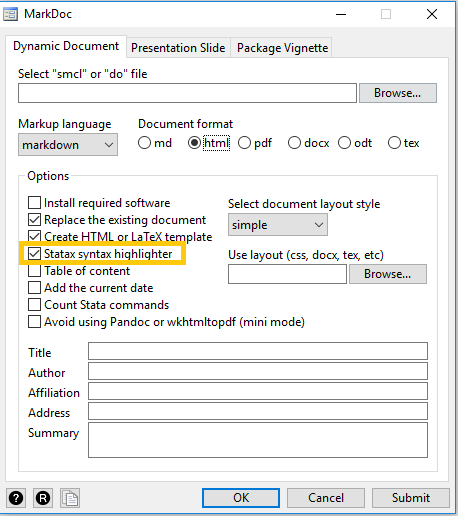 MarkDoc
Dynamic Document Presentation Slide Package Vignette
Select "smcl" or "do" file
Browse...
Markup language Document format
markdown md html pdf docx odt tex
Options
Install required software
Replace the existing document
Create HTML or LaTeX template
Statax syntax highlighter
Table of content
Add the current date
Count Stata commands
Avoid using Pandoc or wkhtmltopdf (mini mode)
Select document layout style
simple
Use layout (css, docx, tex, etc)
Browse...
Title
Author
Affiliation
Address
Summary
? R OK Cancel Submit